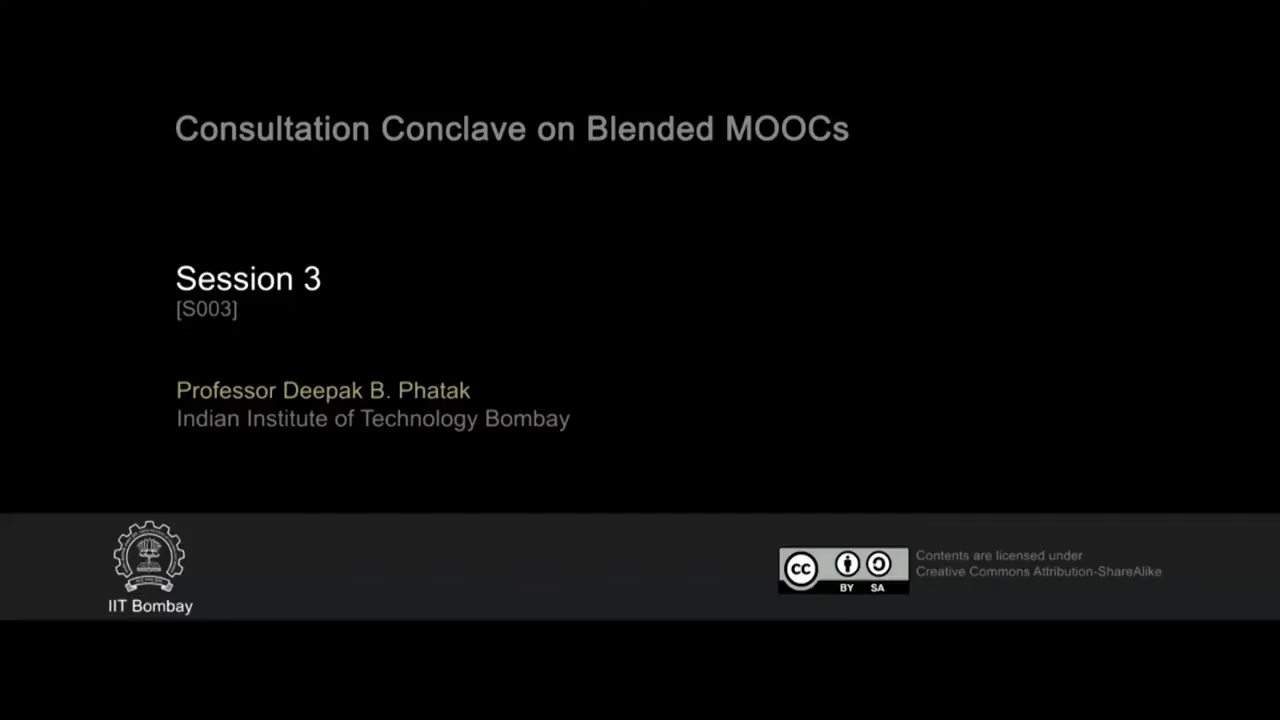 Consultation Conclave on Blended MOOCs
Session 3
[S003]
Professor Deepak B. Phatak
Indian Institute of Technology Bombay
IIT Bombay
cc
BY SA
Contents are licensed under
Creative Commons Attribution-ShareAlike